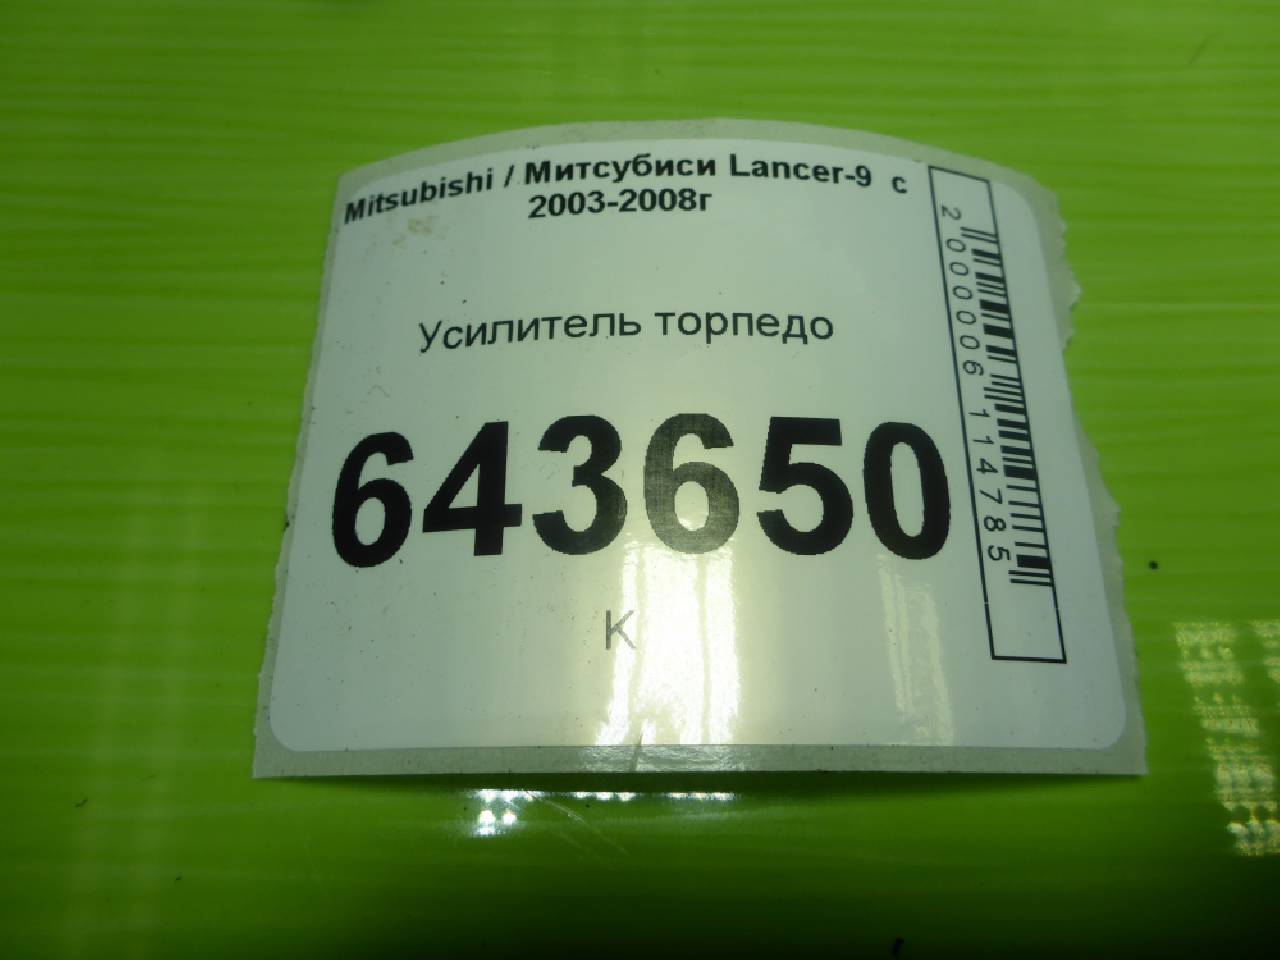 Mitsubishi / Митсубиси Lancer-9 с
2003-2008г
Усилитель торпедо
643650
К
2000006114785